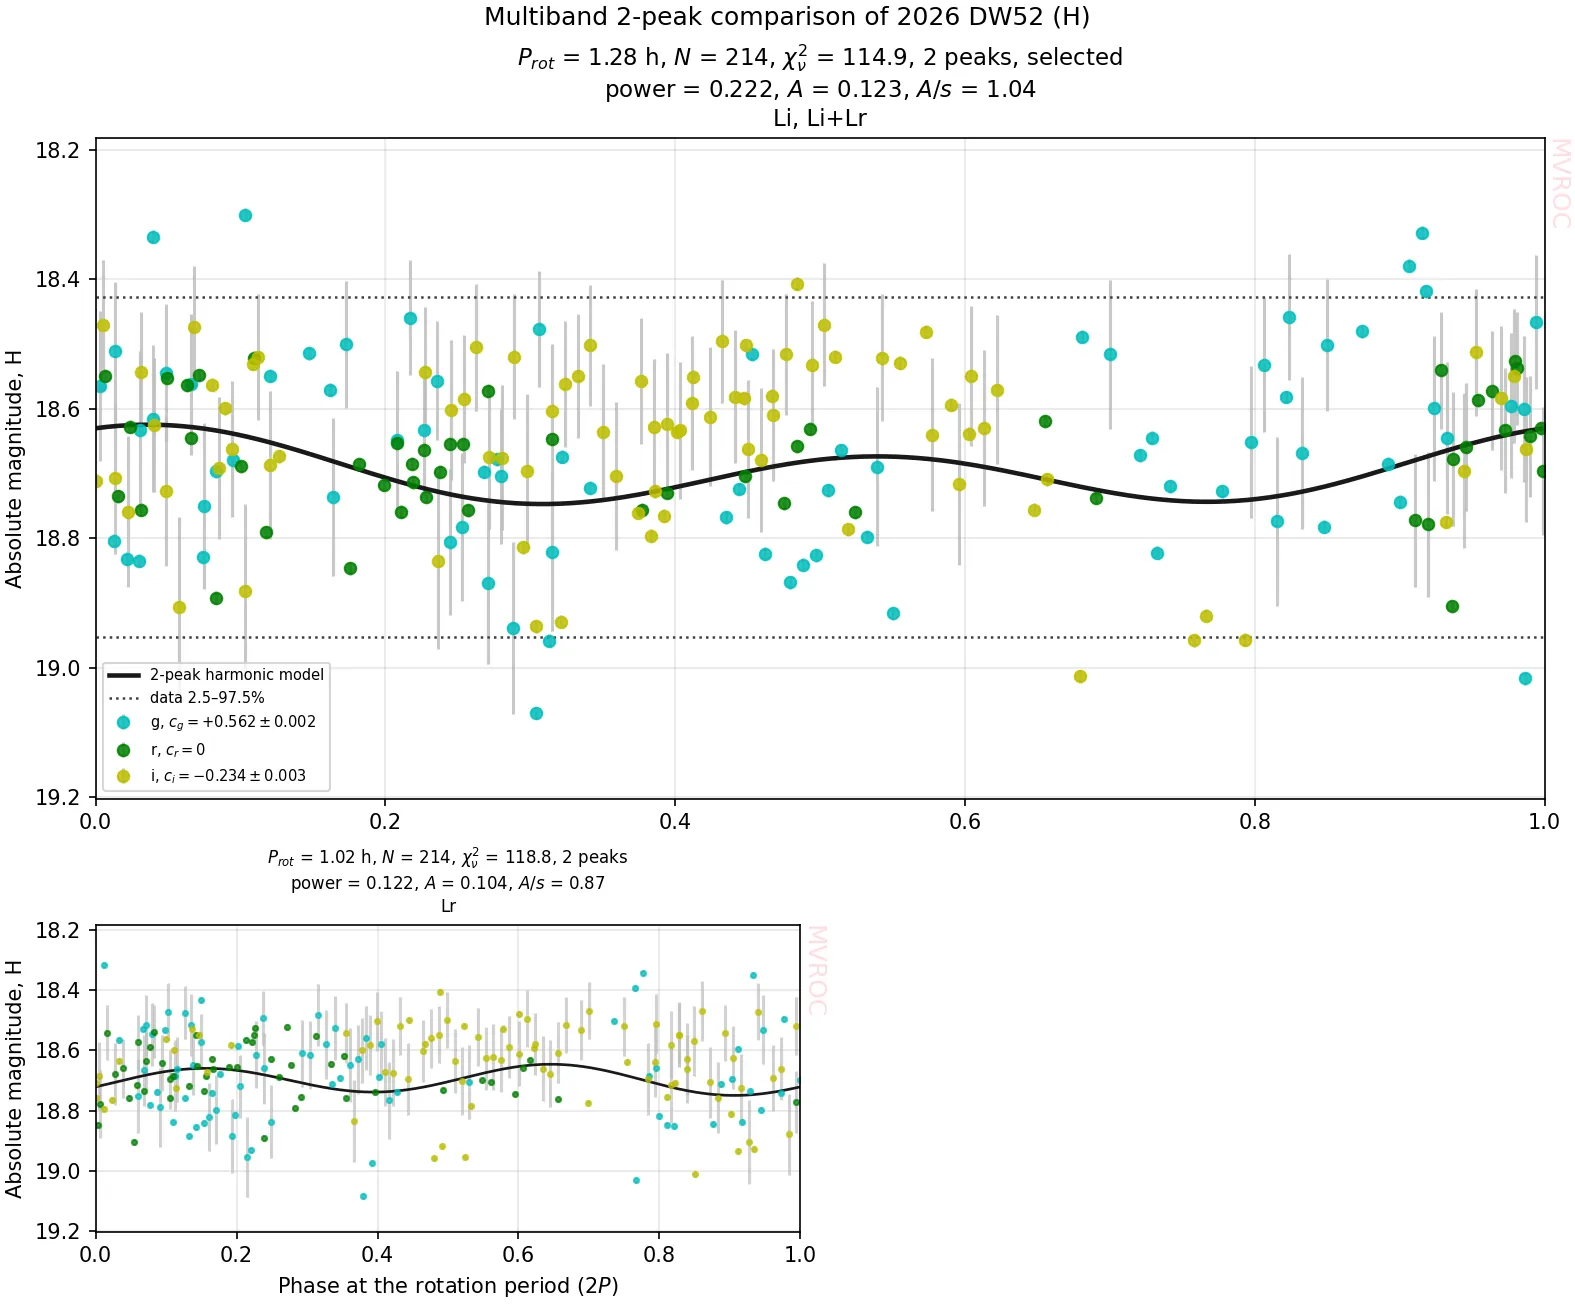 Multiband 2-peak comparison of 2026 DW52 (H)
P_rot = 1.28 h, N = 214, χ²_ν = 114.9, 2 peaks, selected
power = 0.222, A = 0.123, A/s = 1.04
Li, Li+Lr
18.2
18.4
18.6
18.8
19.0
19.2
Absolute magnitude, H
MVROC
2-peak harmonic model
data 2.5–97.5%
g, c_g = +0.562 ± 0.002
r, c_r = 0
i, c_i = −0.234 ± 0.003
0.0 0.2 0.4 0.6 0.8 1.0
P_rot = 1.02 h, N = 214, χ²_ν = 118.8, 2 peaks
power = 0.122, A = 0.104, A/s = 0.87
Lr
18.2
18.4
18.6
18.8
19.0
19.2
Absolute magnitude, H
MVROC
0.0 0.2 0.4 0.6 0.8 1.0
Phase at the rotation period (2P)